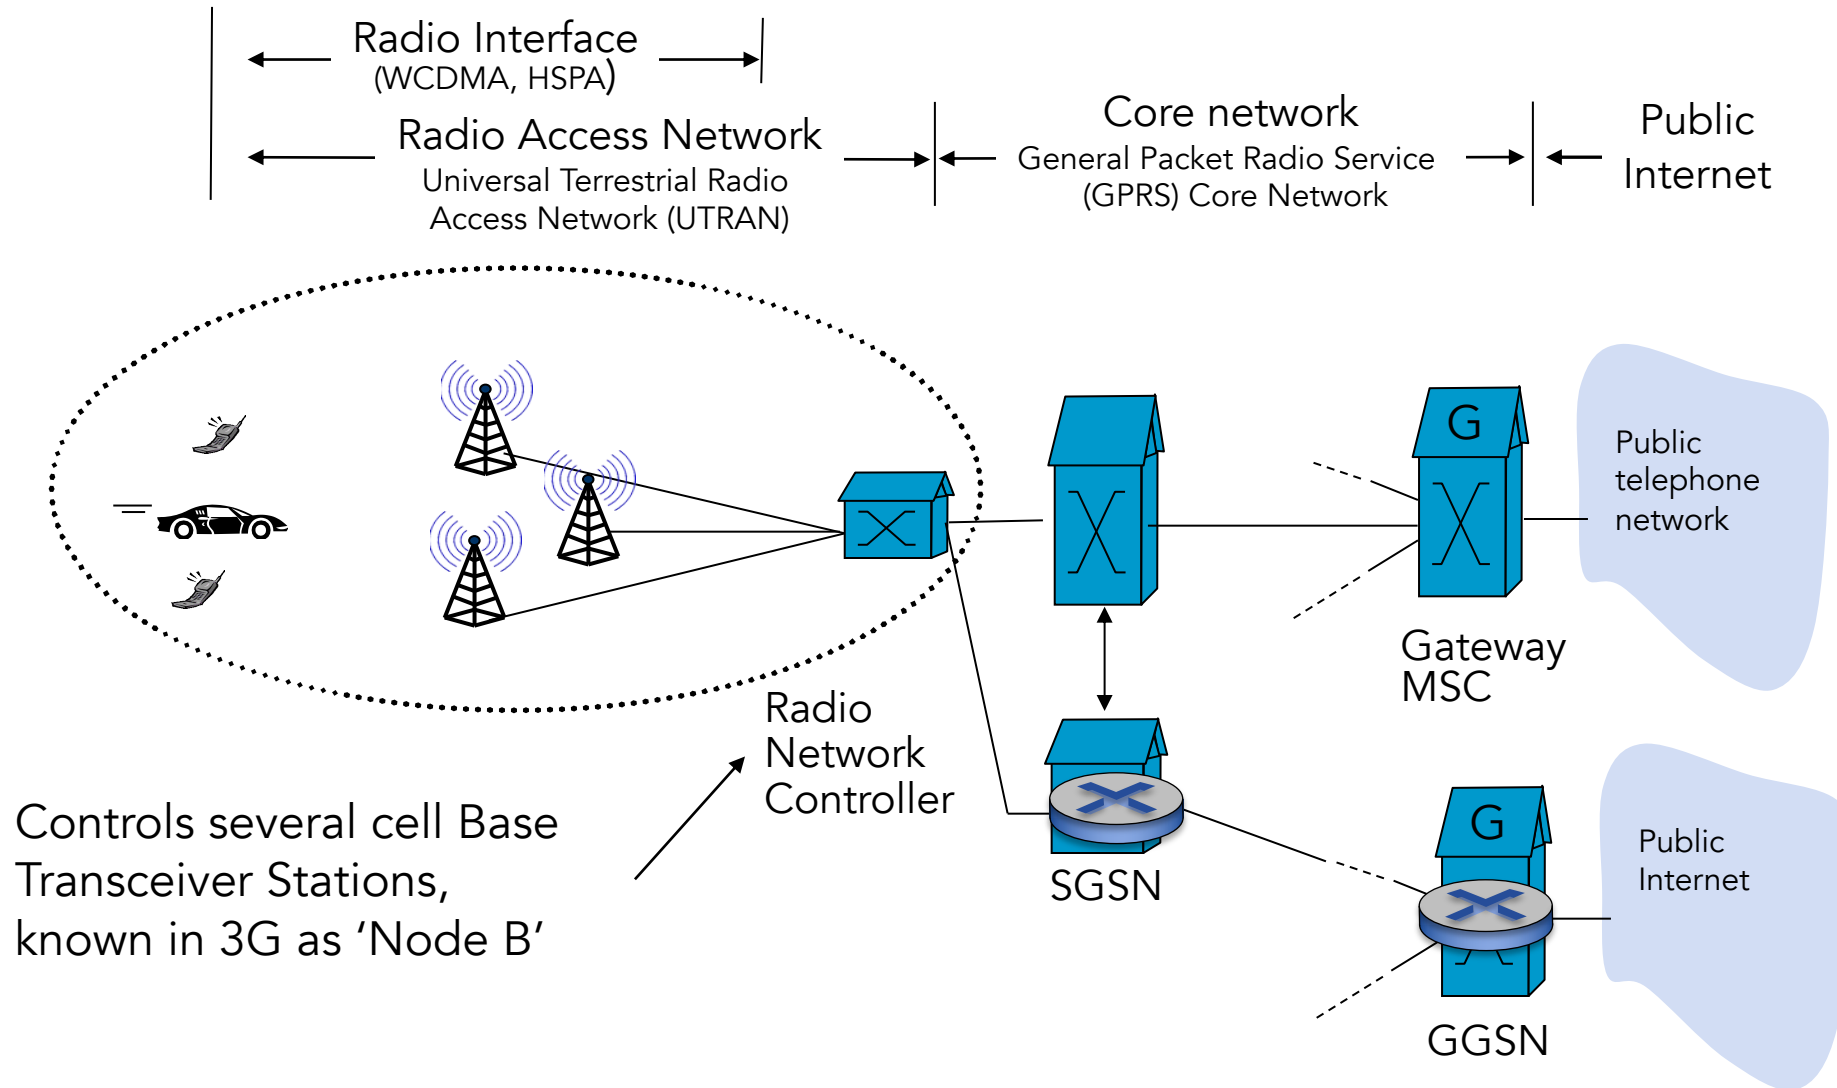 Radio Interface
(WCDMA, HSPA)
Radio Access Network
Universal Terrestrial Radio
Access Network (UTRAN)
Core network
General Packet Radio Service
(GPRS) Core Network
Public
Internet
G
Public
telephone
network
Gateway
MSC
Radio
Network
Controller
Controls several cell Base
Transceiver Stations,
known in 3G as ‘Node B’
SGSN
G
Public
Internet
GGSN